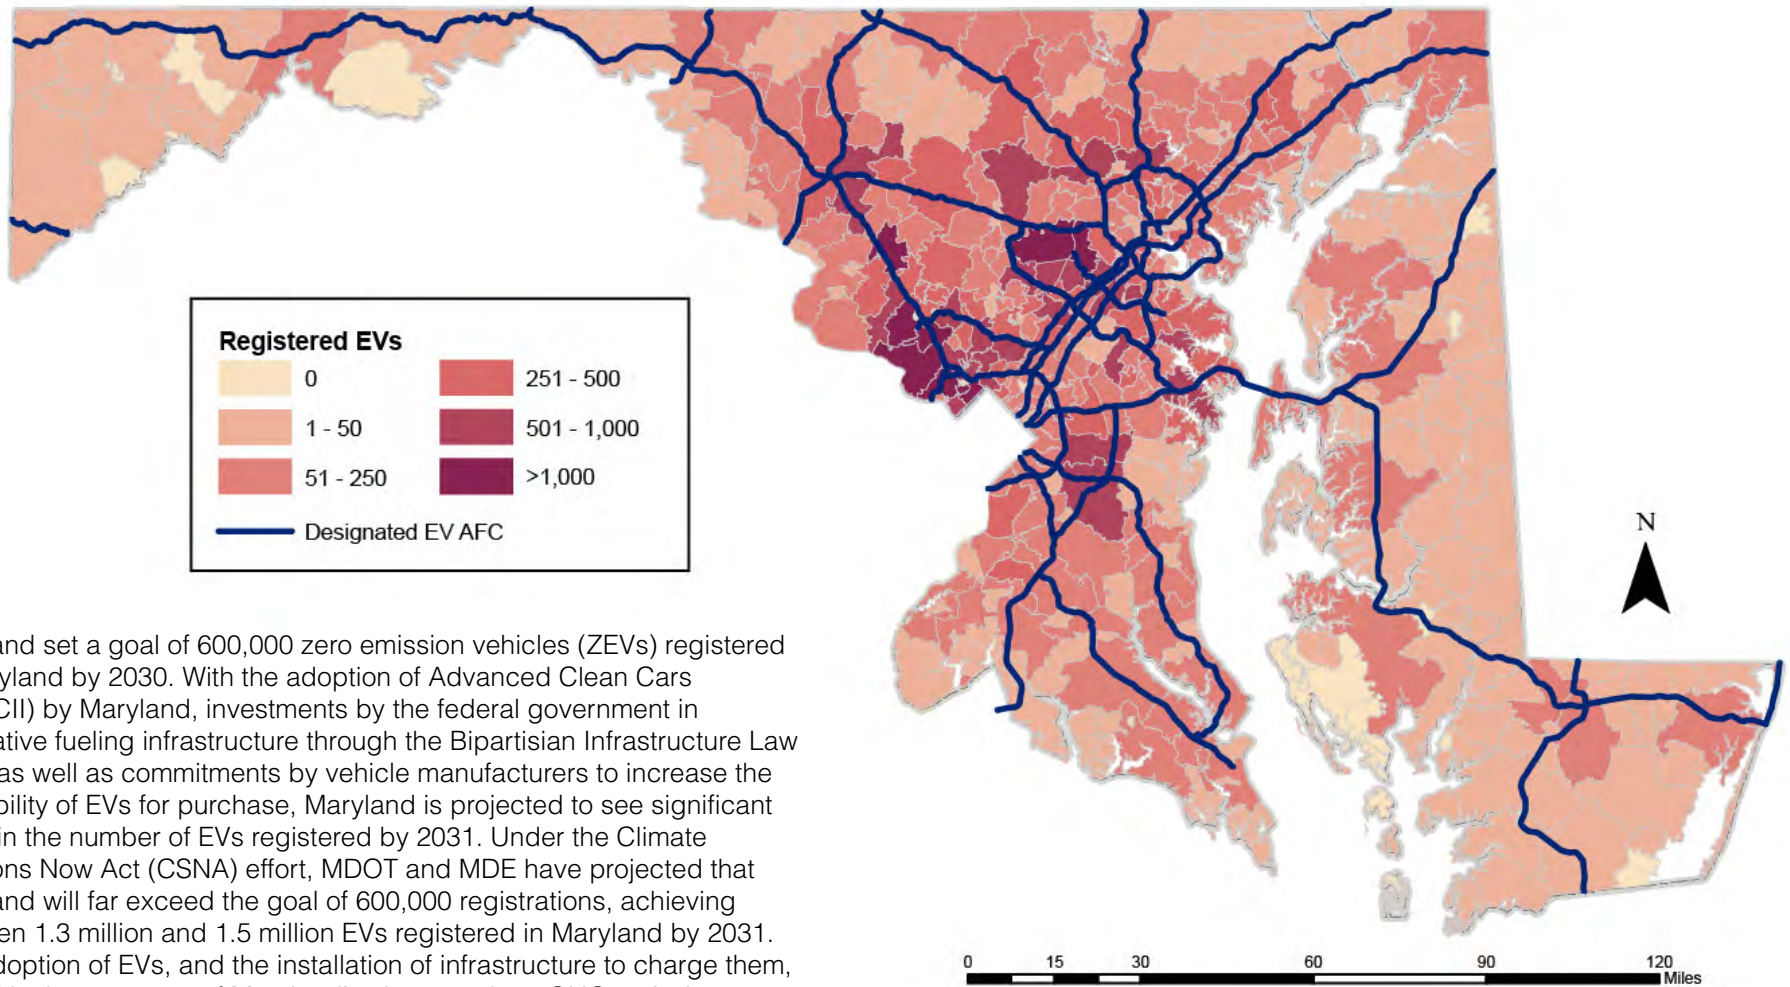 Registered EVs
0
1 - 50
51 - 250
251 - 500
501 - 1,000
>1,000
Designated EV AFC
N
and set a goal of 600,000 zero emission vehicles (ZEVs) registered
yland by 2030. With the adoption of Advanced Clean Cars
CII) by Maryland, investments by the federal government in
ative fueling infrastructure through the Bipartisian Infrastructure Law
as well as commitments by vehicle manufacturers to increase the
bility of EVs for purchase, Maryland is projected to see significant
in the number of EVs registered by 2031. Under the Climate
ons Now Act (CSNA) effort, MDOT and MDE have projected that
and will far exceed the goal of 600,000 registrations, achieving
en 1.3 million and 1.5 million EVs registered in Maryland by 2031.
doption of EVs, and the installation of infrastructure to charge them,
0 15 30 60 90 120
Miles